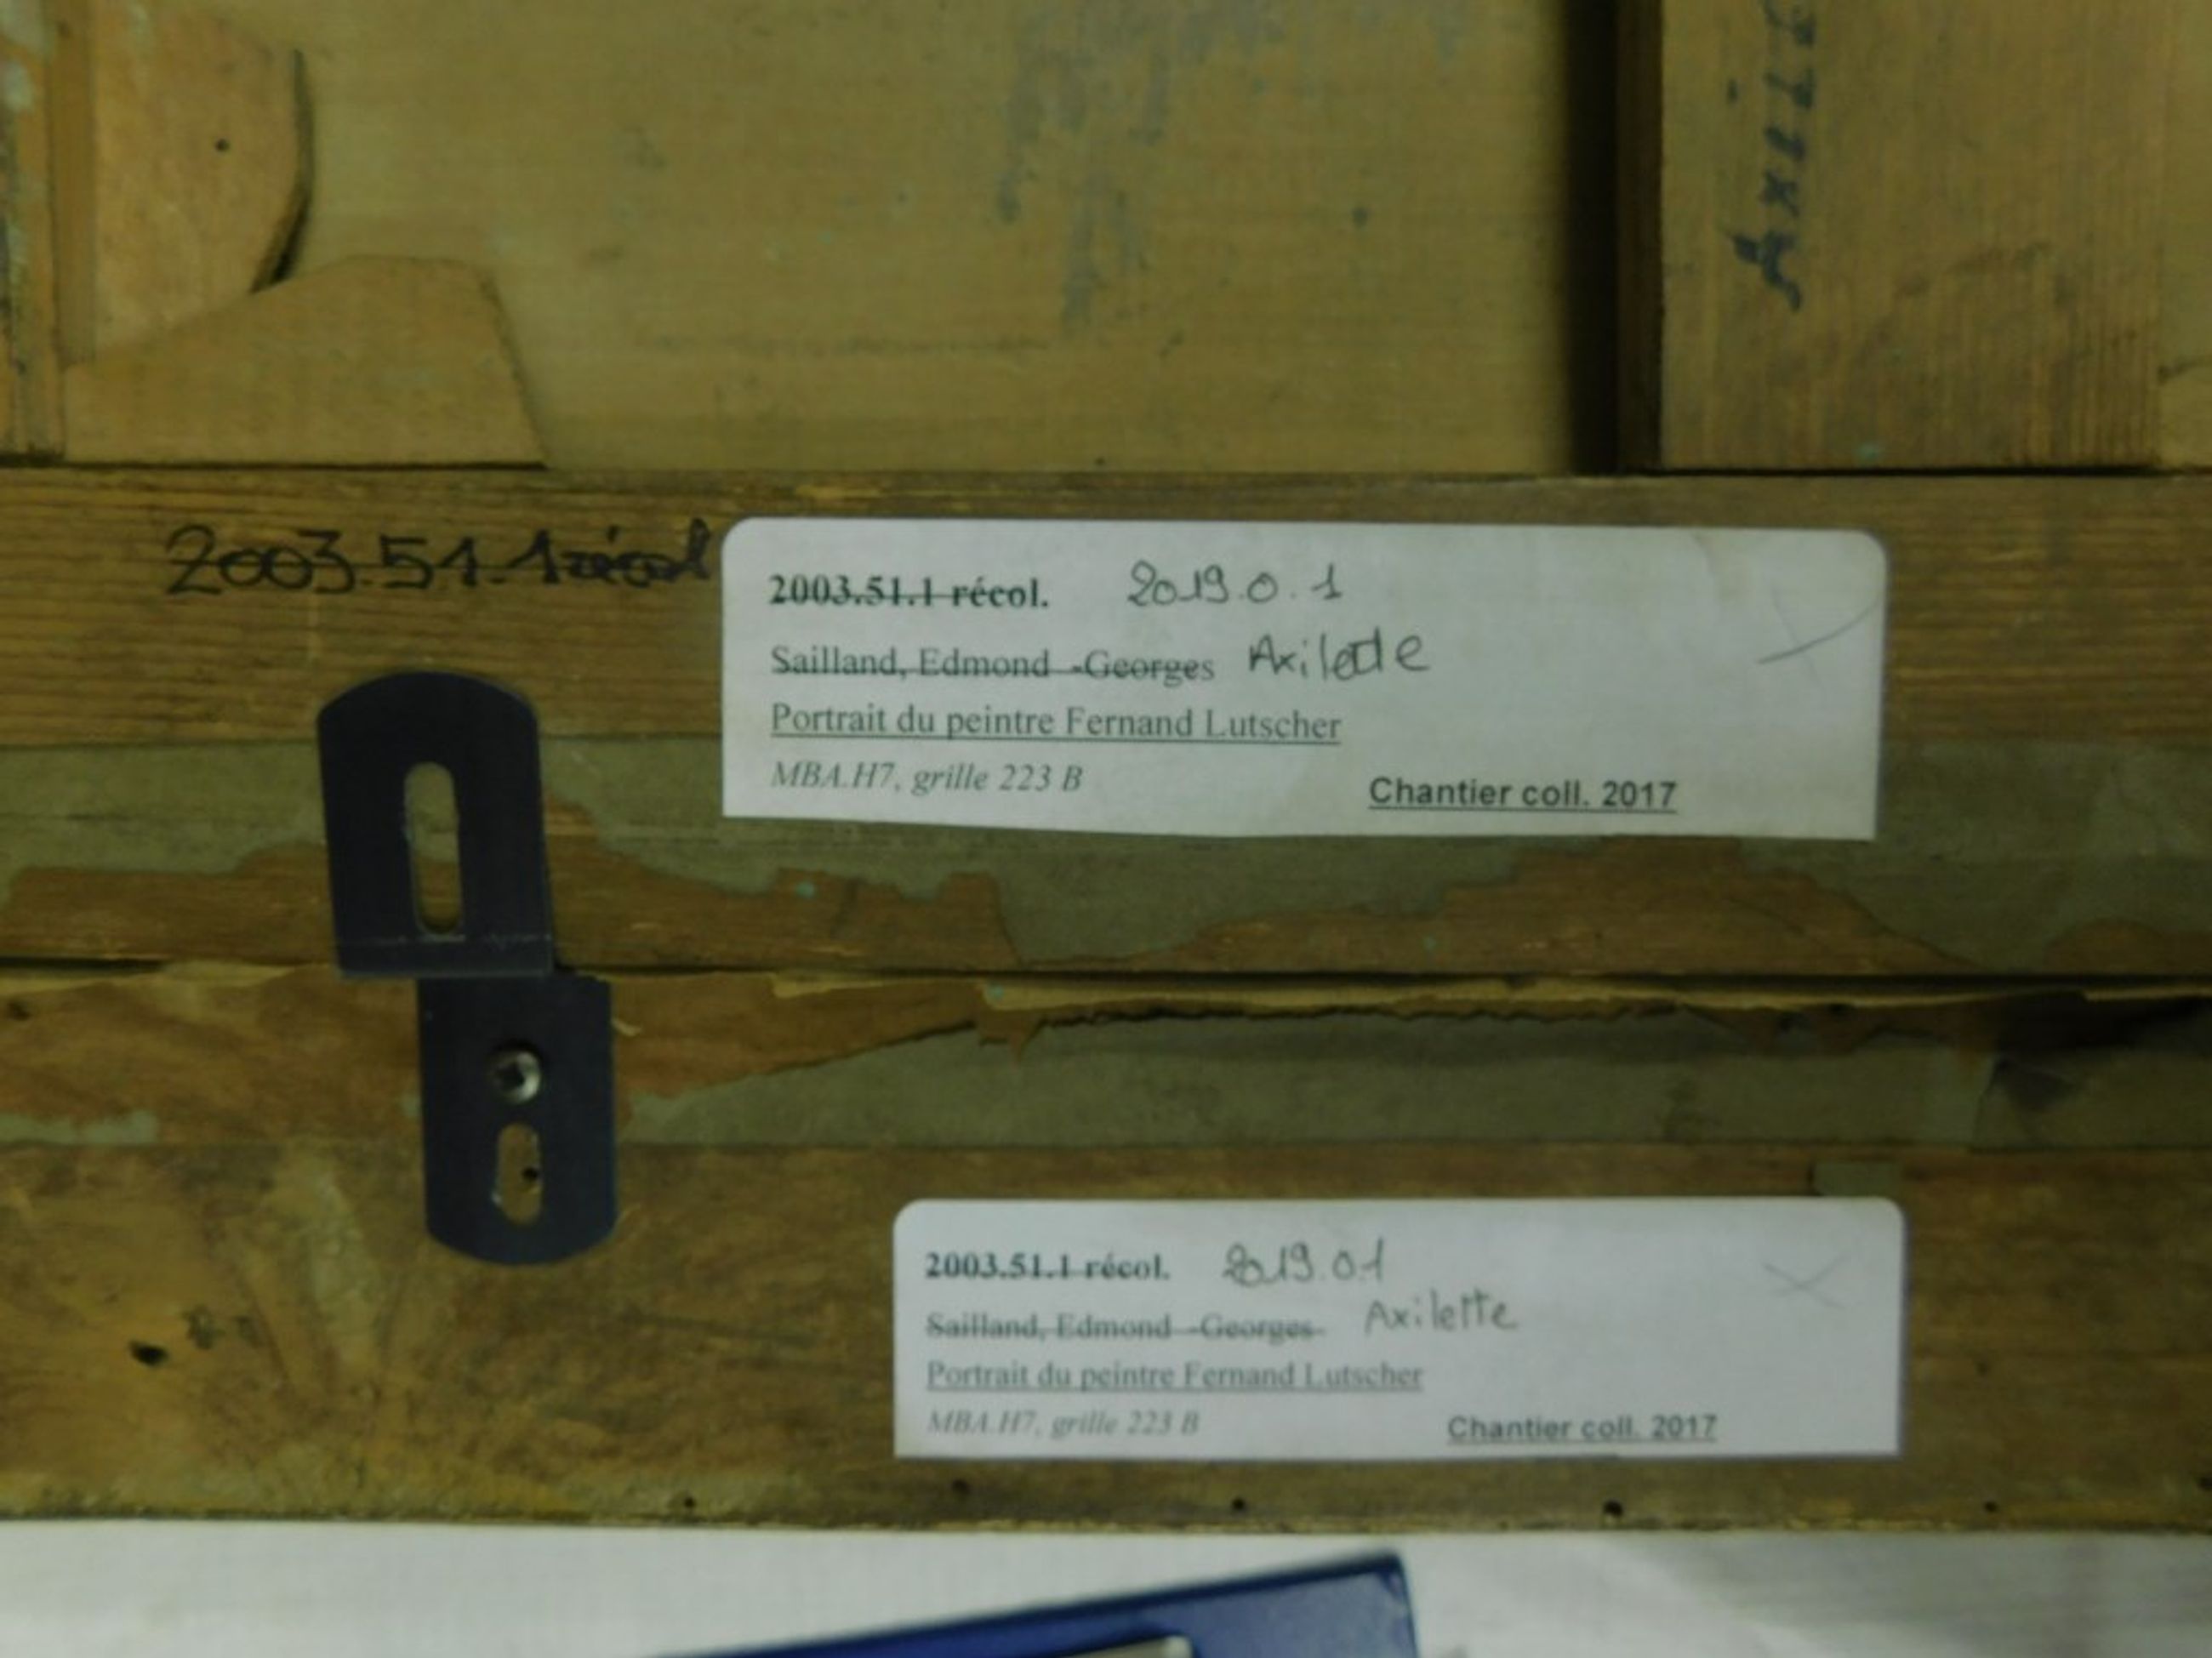 2003.51.1 récol
2003.51.1 récol. 2019.0.1
Sailland, Edmond -Georges Axilette
Portrait du peintre Fernand Lutscher
MBA.H7, grille 223 B
Chantier coll. 2017
2003.51.1 récol. 2019.0.1
Sailland, Edmond -Georges Axilette
Portrait du peintre Fernand Lutscher
MBA.H7, grille 223 B
Chantier coll. 2017